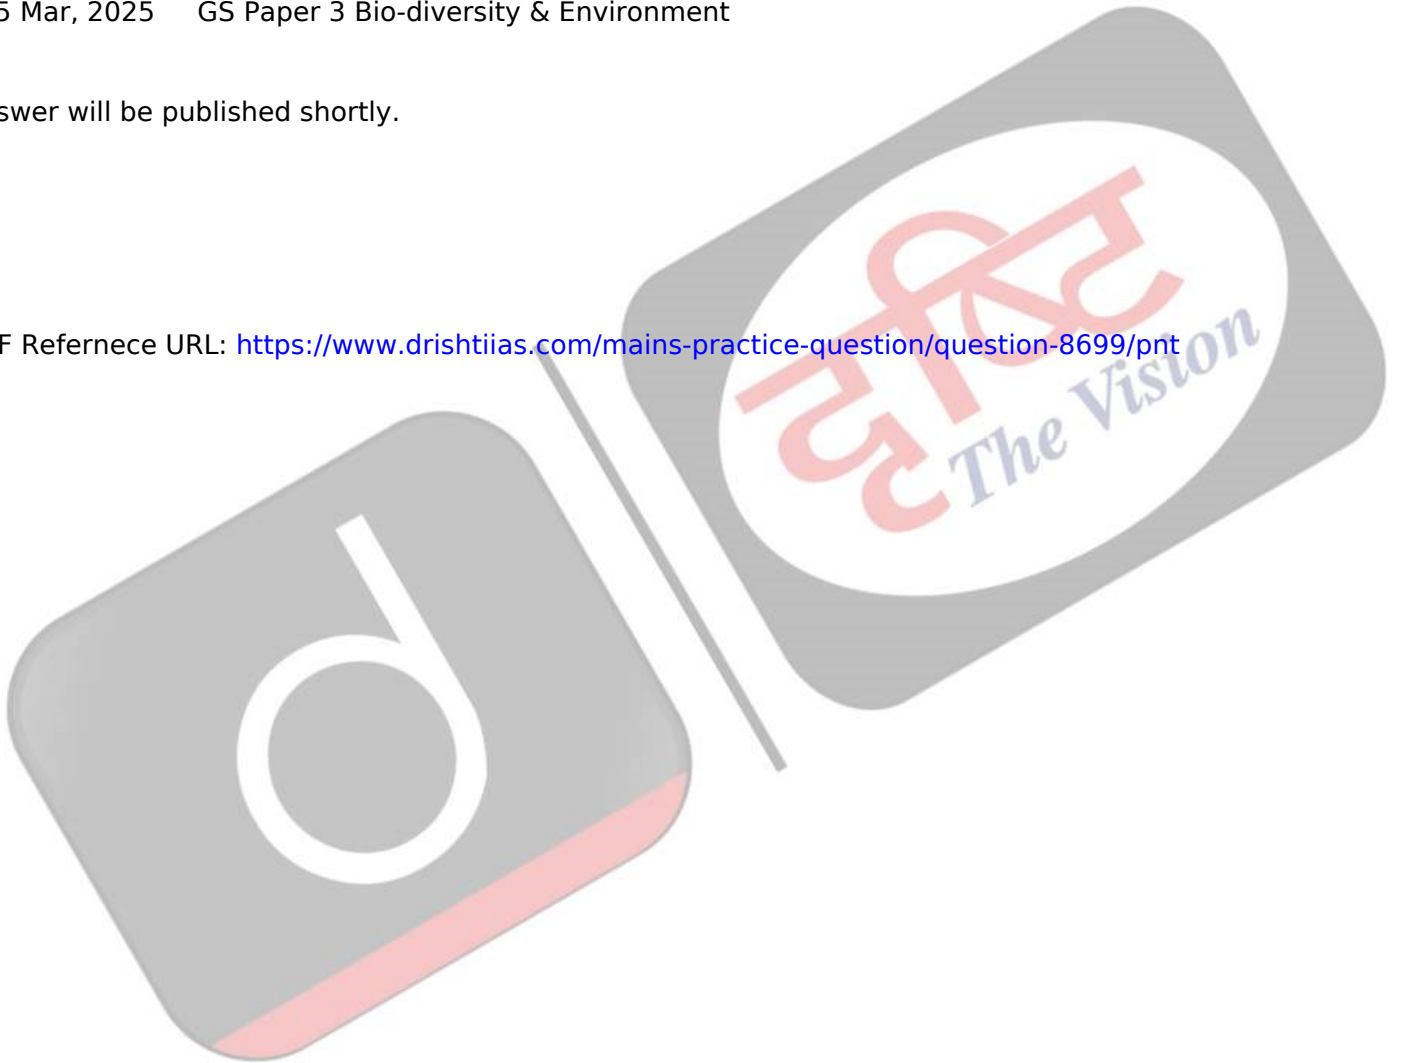 5 Mar, 2025 GS Paper 3 Bio-diversity & Environment
swer will be published shortly.
F Refernece URL: https://www.drishtiias.com/mains-practice-question/question-8699/pnt
दृष्टि
The Vision
d